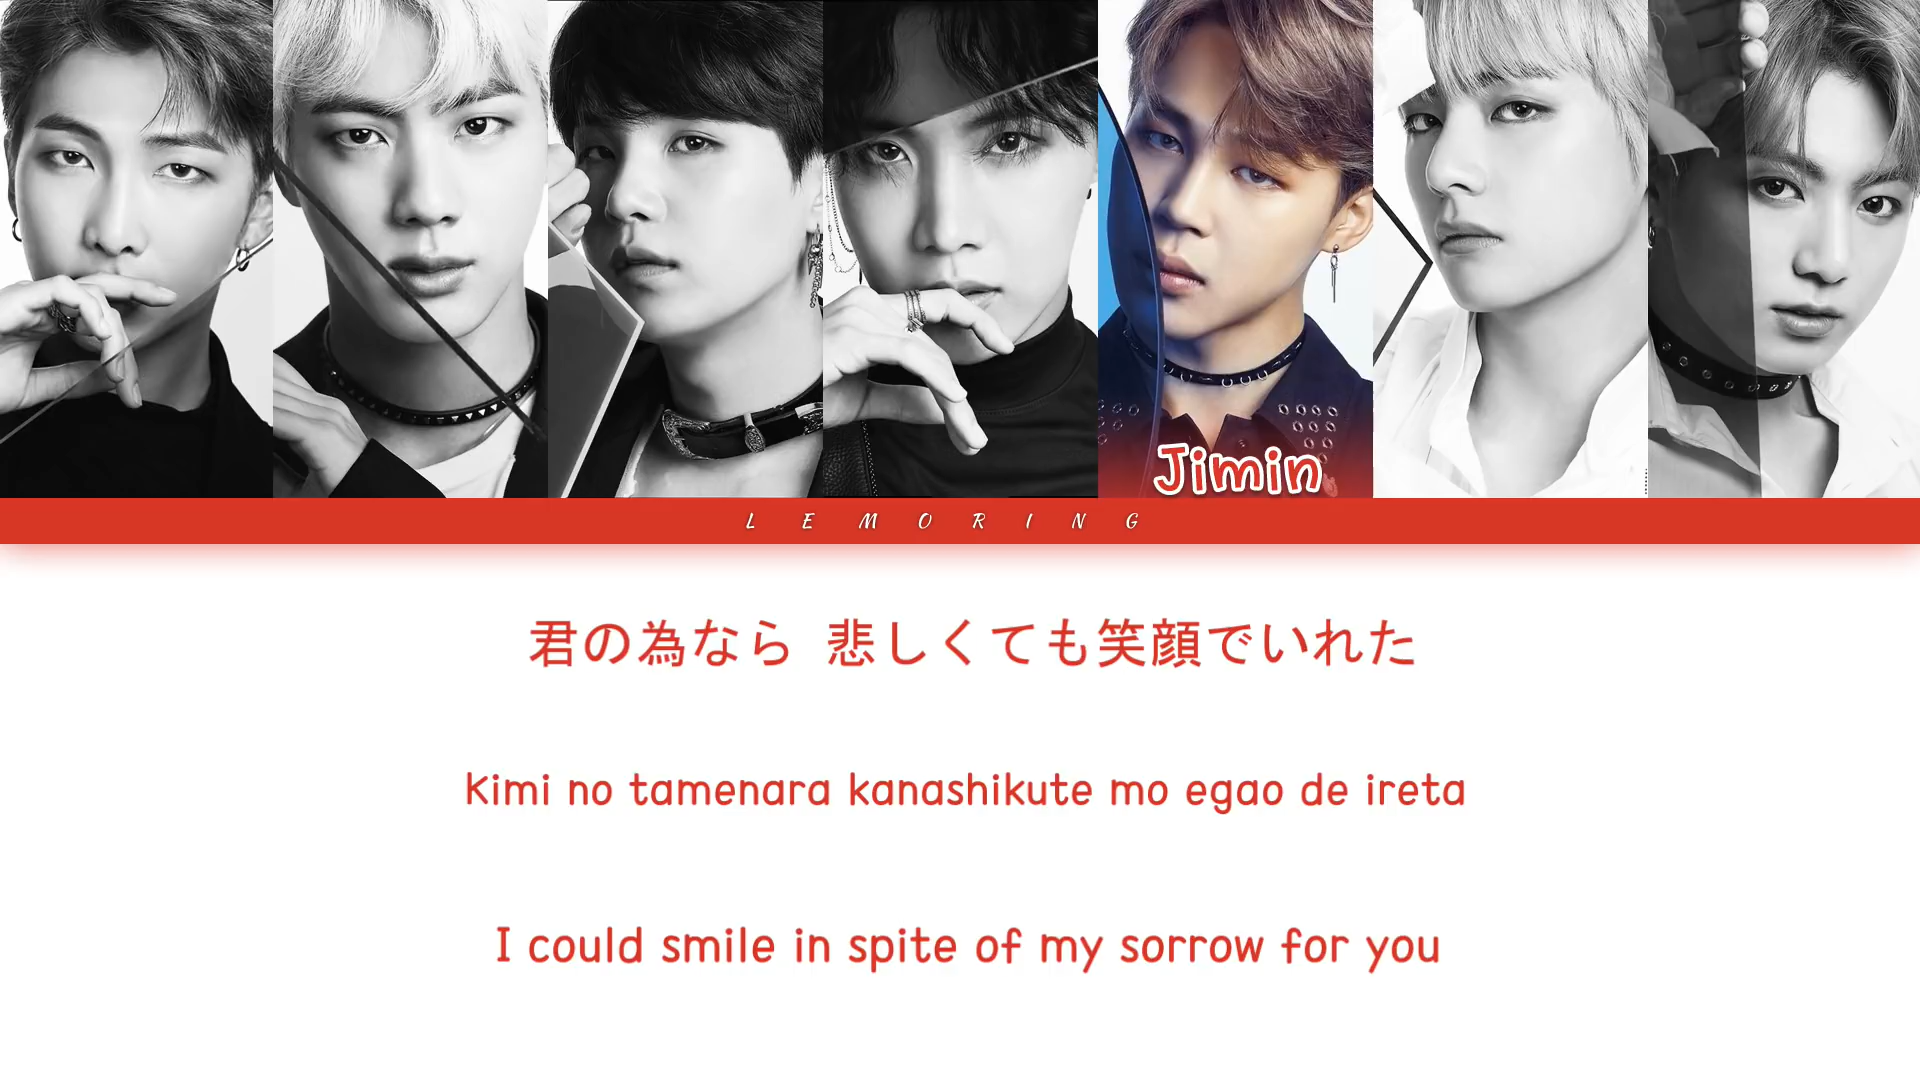 Jimin
LEMORING
君の為なら 悲しくても笑顔でいれた
Kimi no tamenara kanashikute mo egao de ireta
I could smile in spite of my sorrow for you